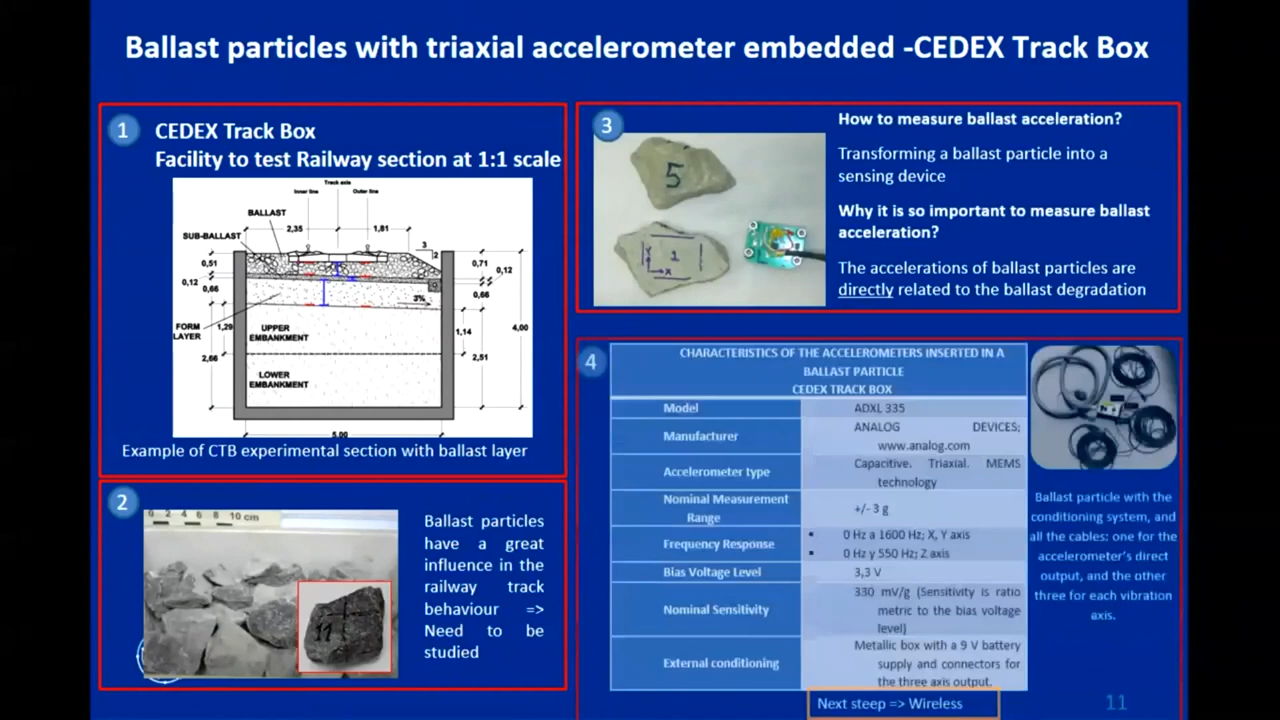 Ballast particles with triaxial accelerometer embedded -CEDEX Track Box
1
CEDEX Track Box
Facility to test Railway section at 1:1 scale
Track axis
Inner line
Outer line
BALLAST
2,35
1,81
SUB-BALLAST
3
2
0,51
0,71
0,12
0,12
0,66
0,66
3%
FORM
LAYER
1,29
UPPER
EMBANKMENT
1,14
4,00
2,66
2,51
LOWER
EMBANKMENT
5,00
Example of CTB experimental section with ballast layer
2
0 2 4 6 8 10 cm
11
Ballast particles
have a great
influence in the
railway track
behaviour =>
Need to be
studied
3
5
Y
1
X
How to measure ballast acceleration?
Transforming a ballast particle into a
sensing device
Why it is so important to measure ballast
acceleration?
The accelerations of ballast particles are
directly related to the ballast degradation
4
CHARACTERISTICS OF THE ACCELEROMETERS INSERTED IN A
BALLAST PARTICLE
CEDEX TRACK BOX
Model
ADXL 335
Manufacturer
ANALOG DEVICES;
www.analog.com
Accelerometer type
Capacitive. Triaxial. MEMS
technology
Nominal Measurement
Range
+/- 3 g
Frequency Response
▪ 0 Hz a 1600 Hz; X, Y axis
▪ 0 Hz y 550 Hz; Z axis
Bias Voltage Level
3,3 V
Nominal Sensitivity
330 mV/g (Sensitivity is ratio
metric to the bias voltage
level)
External conditioning
Metallic box with a 9 V battery
supply and connectors for
the three axis output.
Ballast particle with the
conditioning system, and
all the cables: one for the
accelerometer's direct
output, and the other
three for each vibration
axis.
Next steep => Wireless
11